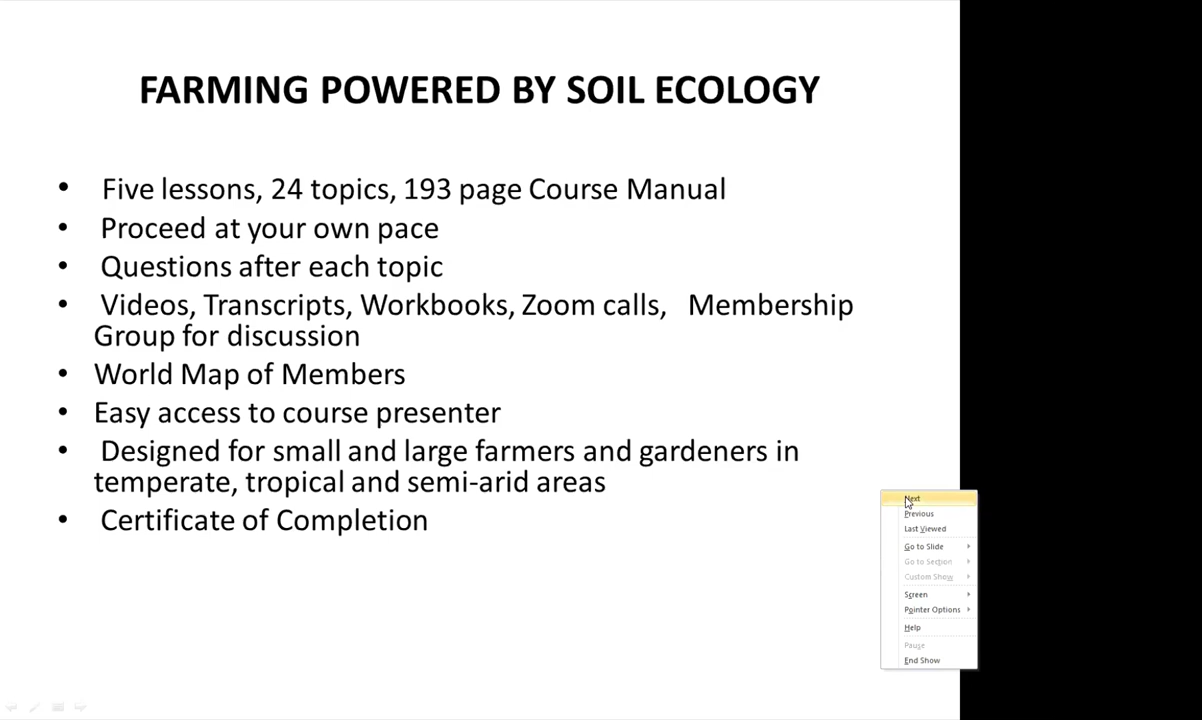 FARMING POWERED BY SOIL ECOLOGY
• Five lessons, 24 topics, 193 page Course Manual
• Proceed at your own pace
• Questions after each topic
• Videos, Transcripts, Workbooks, Zoom calls, Membership
Group for discussion
• World Map of Members
• Easy access to course presenter
• Designed for small and large farmers and gardeners in
temperate, tropical and semi-arid areas
• Certificate of Completion
Next
Previous
Last Viewed
Go to Slide
Go to Section
Custom Show
Screen
Pointer Options
Help
Pause
End Show